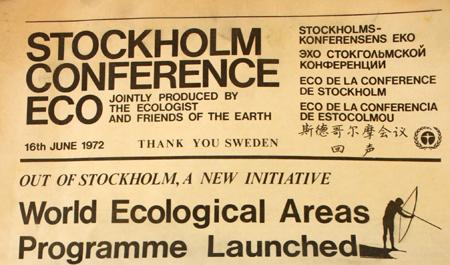 STOCKHOLM
CONFERENCE
ECO
JOINTLY PRODUCED BY
THE ECOLOGIST
AND FRIENDS OF THE EARTH
STOCKHOLMS-
KONFERENSENS EKO
ЭХО СТОКГОЛЬМСКОЙ
КОНФЕРЕНЦИИ
ECO DE LA CONFERENCE
DE STOCKHOLM
ECO DE LA CONFERENCIA
DE ESTOCOLMOU
斯德哥尔摩会议
回声
16th JUNE 1972
THANK YOU SWEDEN
OUT OF STOCKHOLM, A NEW INITIATIVE
World Ecological Areas
Programme Launched